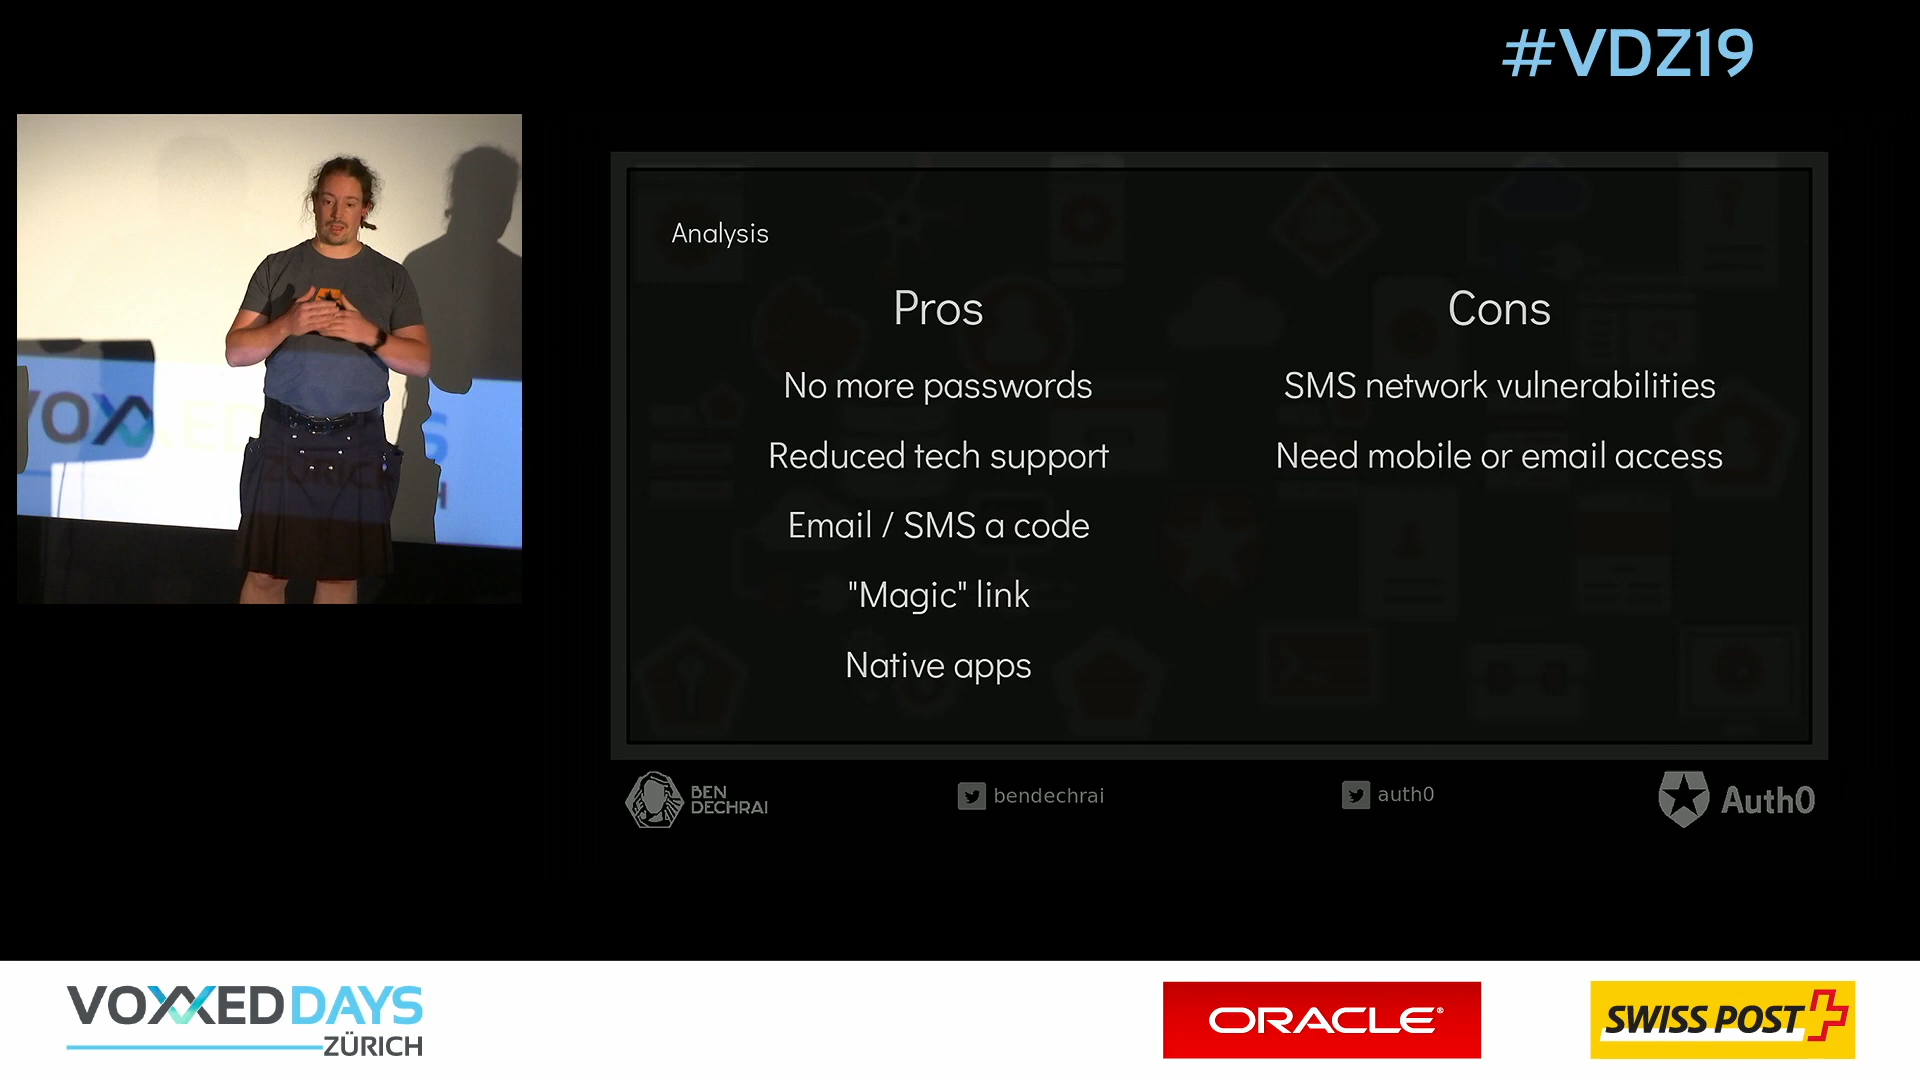 #VDZ19
Analysis
Pros
No more passwords
Reduced tech support
Email / SMS a code
"Magic" link
Native apps
Cons
SMS network vulnerabilities
Need mobile or email access
BEN
DECHRAI
bendechrai
auth0
Auth0
VOXXED DAYS
ZÜRICH
ORACLE®
SWISS POST